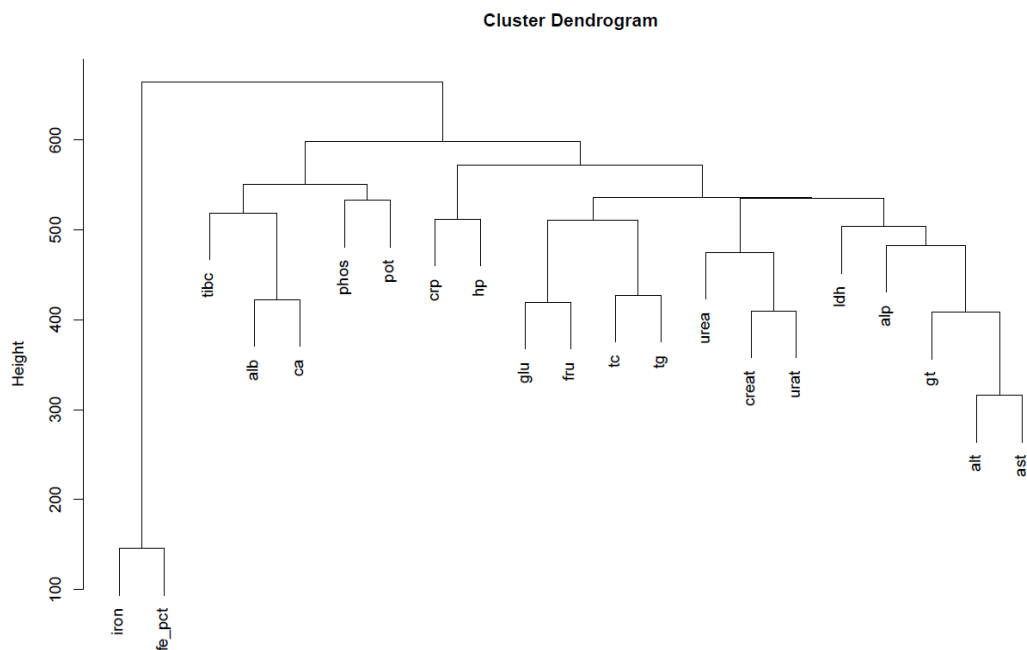 Cluster Dendrogram
Height
600
500
400
300
200
100
iron
fe_pct
tibc
alb
ca
phos
pot
crp
hp
glu
fru
tc
tg
urea
creat
urat
ldh
alp
gt
alt
ast